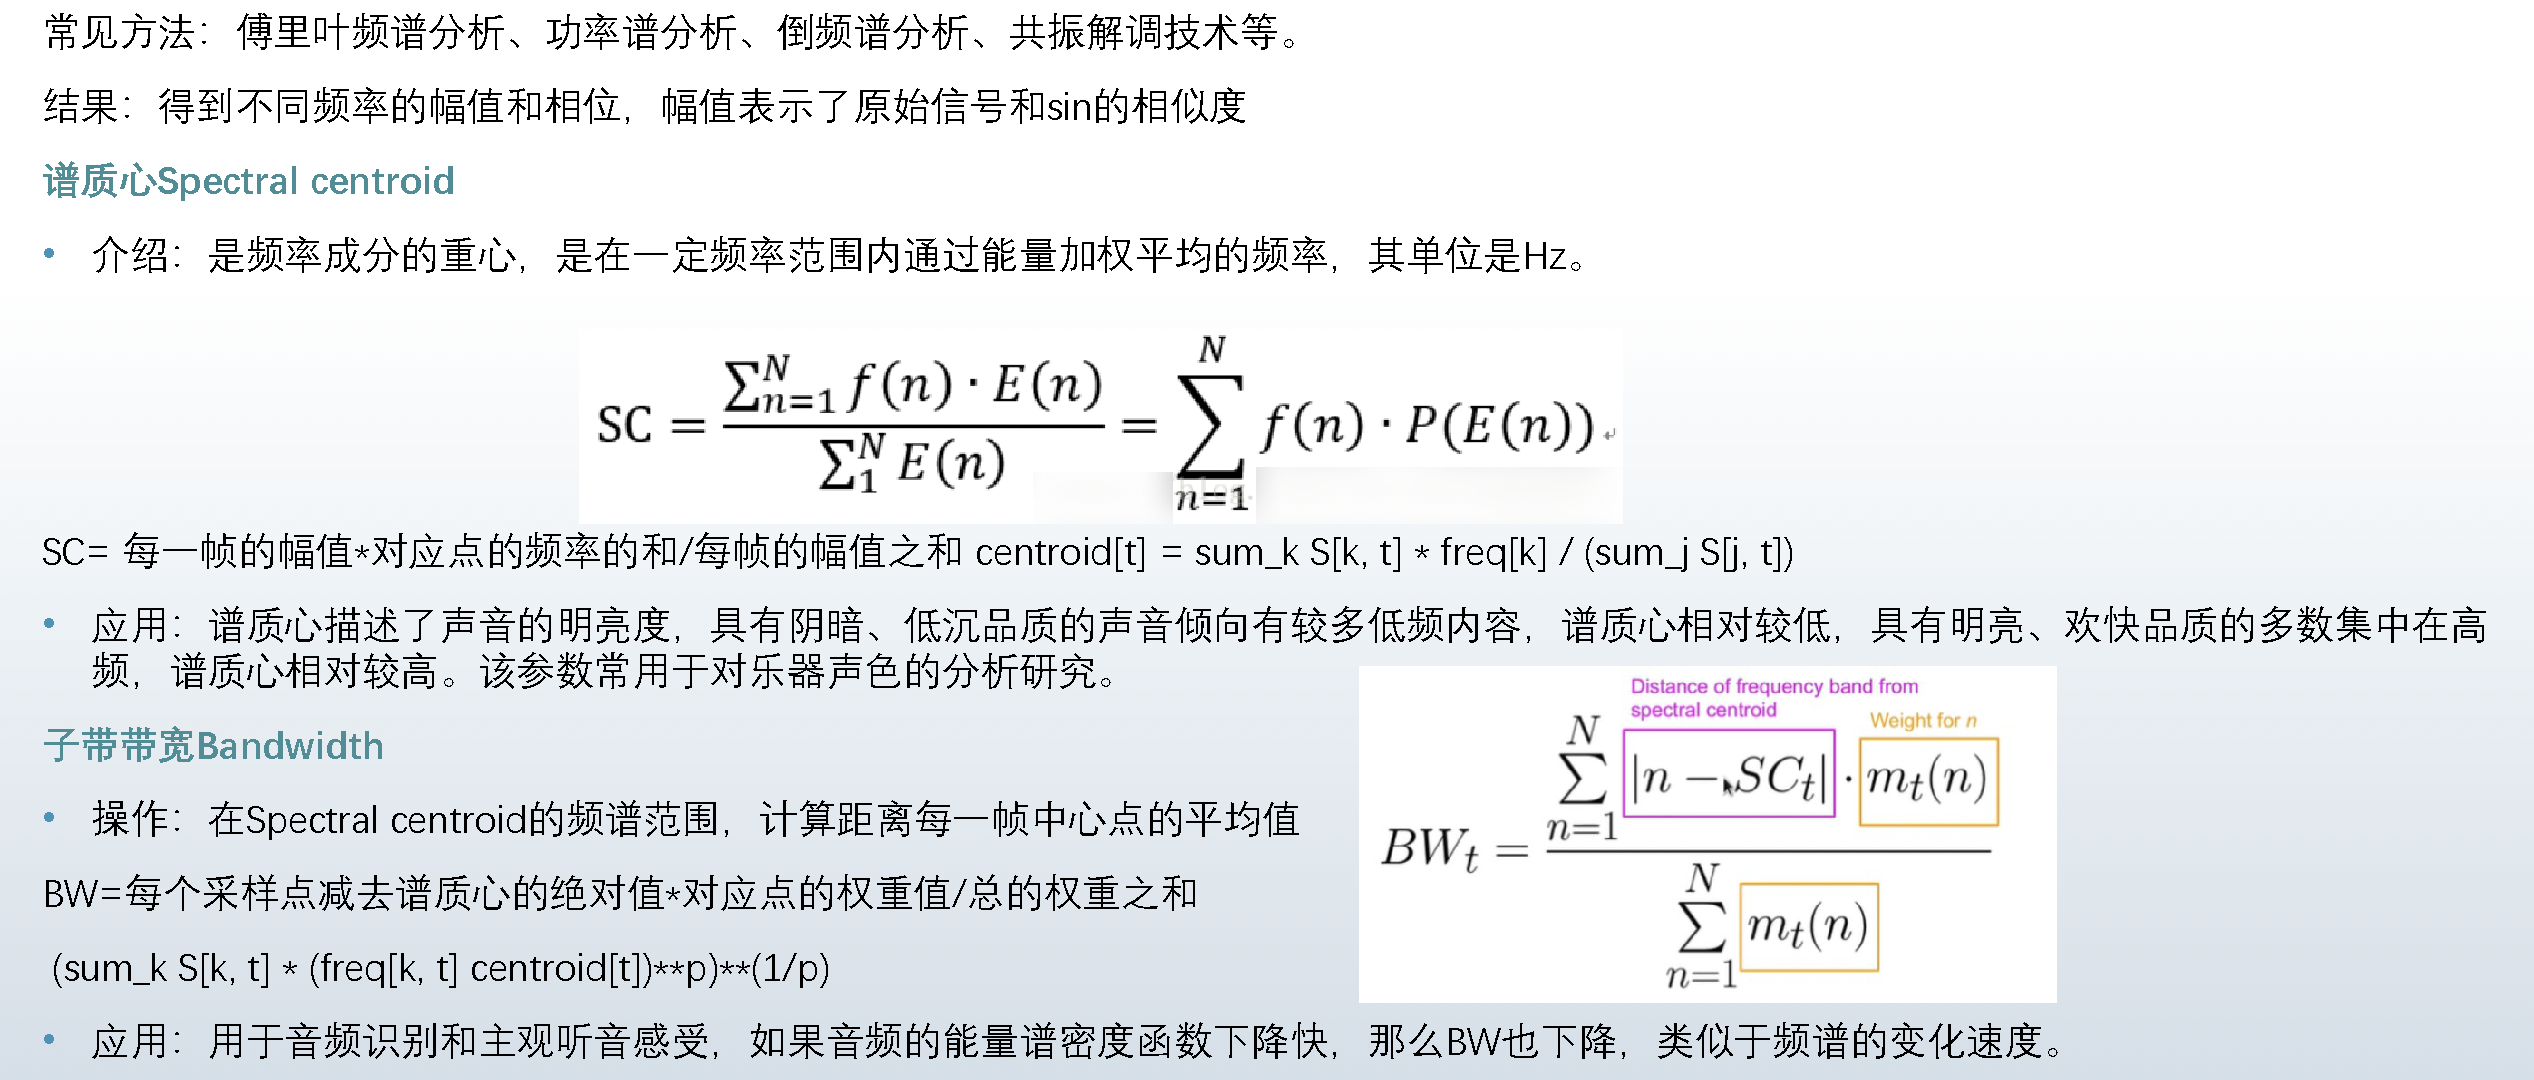 常见方法：傅里叶频谱分析、功率谱分析、倒频谱分析、共振解调技术等。
结果：得到不同频率的幅值和相位，幅值表示了原始信号和sin的相似度
谱质心Spectral centroid
• 介绍：是频率成分的重心，是在一定频率范围内通过能量加权平均的频率，其单位是Hz。
SC = \frac{∑_{n=1}^{N} f(n) · E(n)}{∑_{1}^{N} E(n)} = ∑_{n=1}^{N} f(n) · P(E(n))
SC= 每一帧的幅值*对应点的频率的和/每帧的幅值之和 centroid[t] = sum_k S[k, t] * freq[k] / (sum_j S[j, t])
• 应用：谱质心描述了声音的明亮度，具有阴暗、低沉品质的声音倾向有较多低频内容，谱质心相对较低，具有明亮、欢快品质的多数集中在高
频，谱质心相对较高。该参数常用于对乐器声色的分析研究。
子带带宽Bandwidth
• 操作：在Spectral centroid的频谱范围，计算距离每一帧中心点的平均值
BW=每个采样点减去谱质心的绝对值*对应点的权重值/总的权重之和
(sum_k S[k, t] * (freq[k, t] centroid[t])**p)**(1/p)
Distance of frequency band from
spectral centroid
Weight for n
BW_t = \frac{∑_{n=1}^{N} |n − SC_t| · m_t(n)}{∑_{n=1}^{N} m_t(n)}
• 应用：用于音频识别和主观听音感受，如果音频的能量谱密度函数下降快，那么BW也下降，类似于频谱的变化速度。